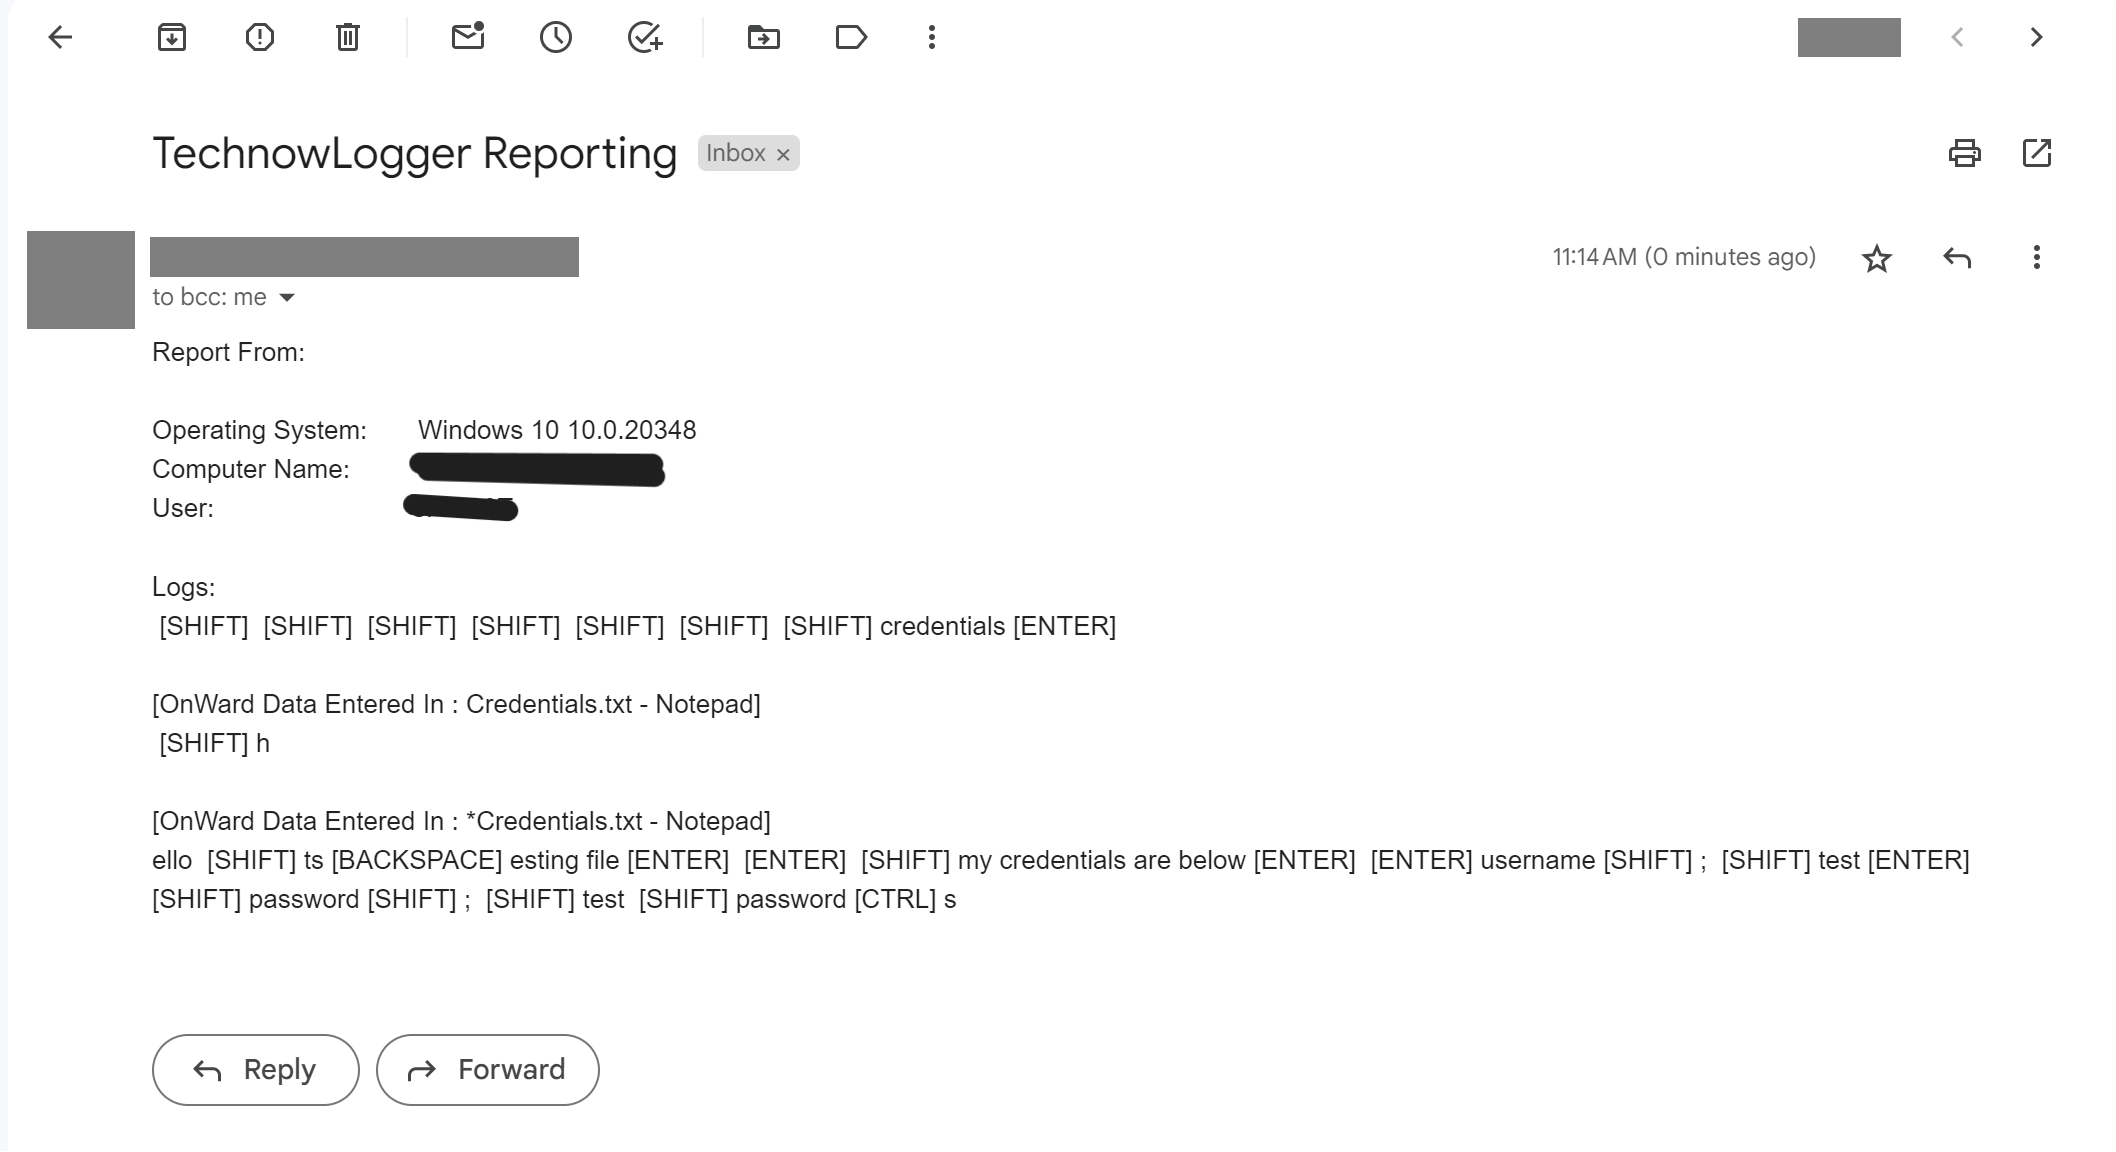 TechnowLogger Reporting Inbox ×
11:14 AM (0 minutes ago)
to bcc: me
Report From:
Operating System: Windows 10 10.0.20348
Computer Name:
User:
Logs:
[SHIFT] [SHIFT] [SHIFT] [SHIFT] [SHIFT] [SHIFT] [SHIFT] credentials [ENTER]
[OnWard Data Entered In : Credentials.txt - Notepad]
[SHIFT] h
[OnWard Data Entered In : *Credentials.txt - Notepad]
ello [SHIFT] ts [BACKSPACE] esting file [ENTER] [ENTER] [SHIFT] my credentials are below [ENTER] [ENTER] username [SHIFT] ; [SHIFT] test [ENTER]
[SHIFT] password [SHIFT] ; [SHIFT] test [SHIFT] password [CTRL] s
Reply Forward